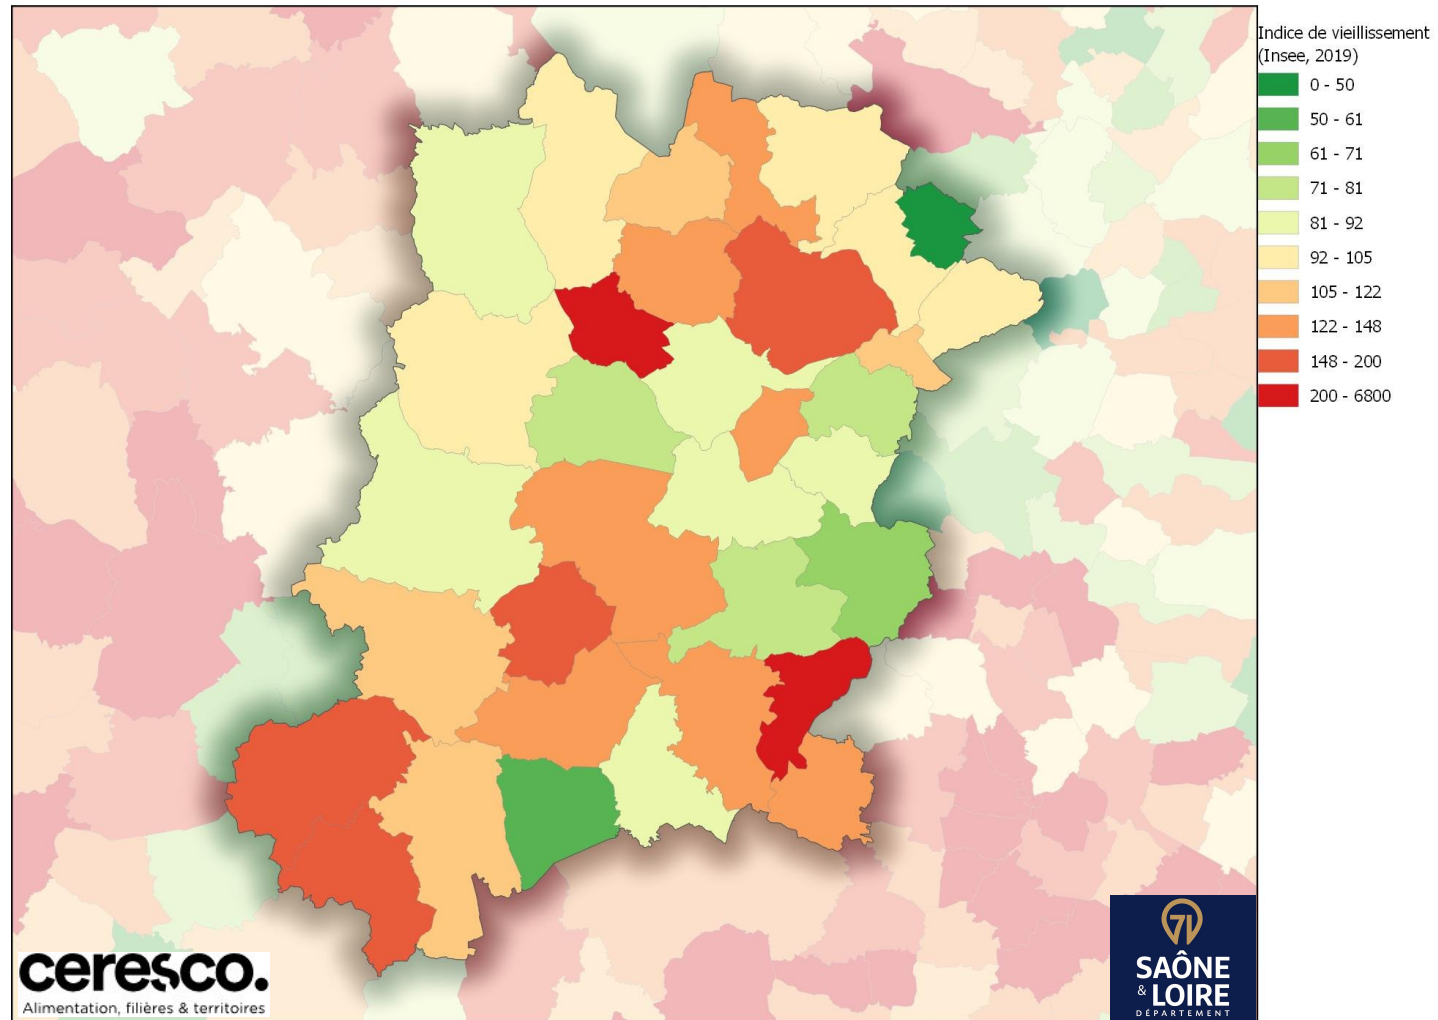 Indice de vieillissement
(Insee, 2019)
0 - 50
50 - 61
61 - 71
71 - 81
81 - 92
92 - 105
105 - 122
122 - 148
148 - 200
200 - 6800
ceresco.
Alimentation, filières & territoires
71
SAÔNE
& LOIRE
DÉPARTEMENT